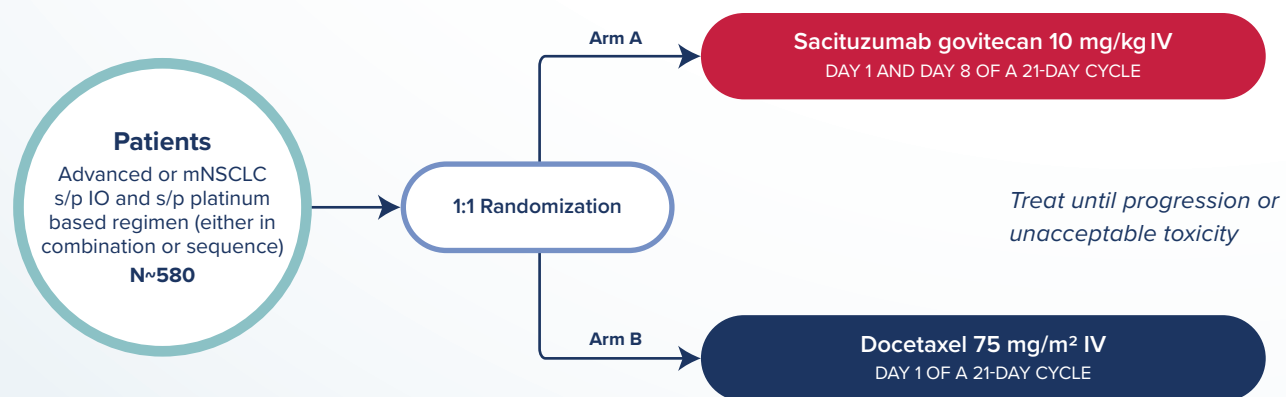 Patients
Advanced or mNSCLC
s/p IO and s/p platinum
based regimen (either in
combination or sequence)
N~580
1:1 Randomization
Arm A
Sacituzumab govitecan 10 mg/kg IV
DAY 1 AND DAY 8 OF A 21-DAY CYCLE
Treat until progression or
unacceptable toxicity
Arm B
Docetaxel 75 mg/m² IV
DAY 1 OF A 21-DAY CYCLE